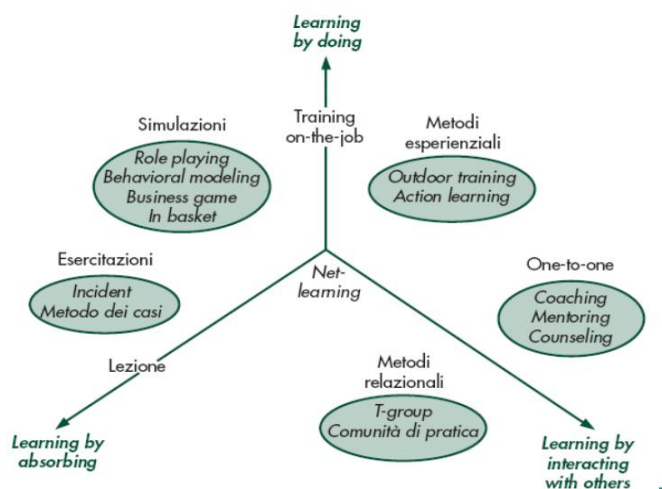 Learning
by doing
Training
on-the-job
Simulazioni
Role playing
Behavioral modeling
Business game
In basket
Metodi
esperienziali
Outdoor training
Action learning
Esercitazioni
Incident
Metodo dei casi
Net-
learning
One-to-one
Coaching
Mentoring
Counseling
Lezione
Metodi
relazionali
T-group
Comunità di pratica
Learning by
absorbing
Learning by
interacting
with others